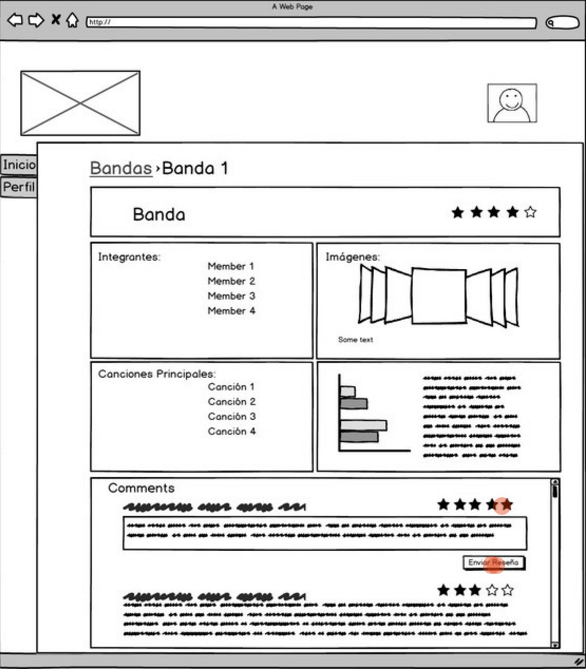 A Web Page
http://
Inicio
Perfil
Bandas › Banda 1
Banda
Integrantes:
Member 1
Member 2
Member 3
Member 4
Imágenes:
Some text
Canciones Principales:
Canción 1
Canción 2
Canción 3
Canción 4
Comments
Enviar Reseña